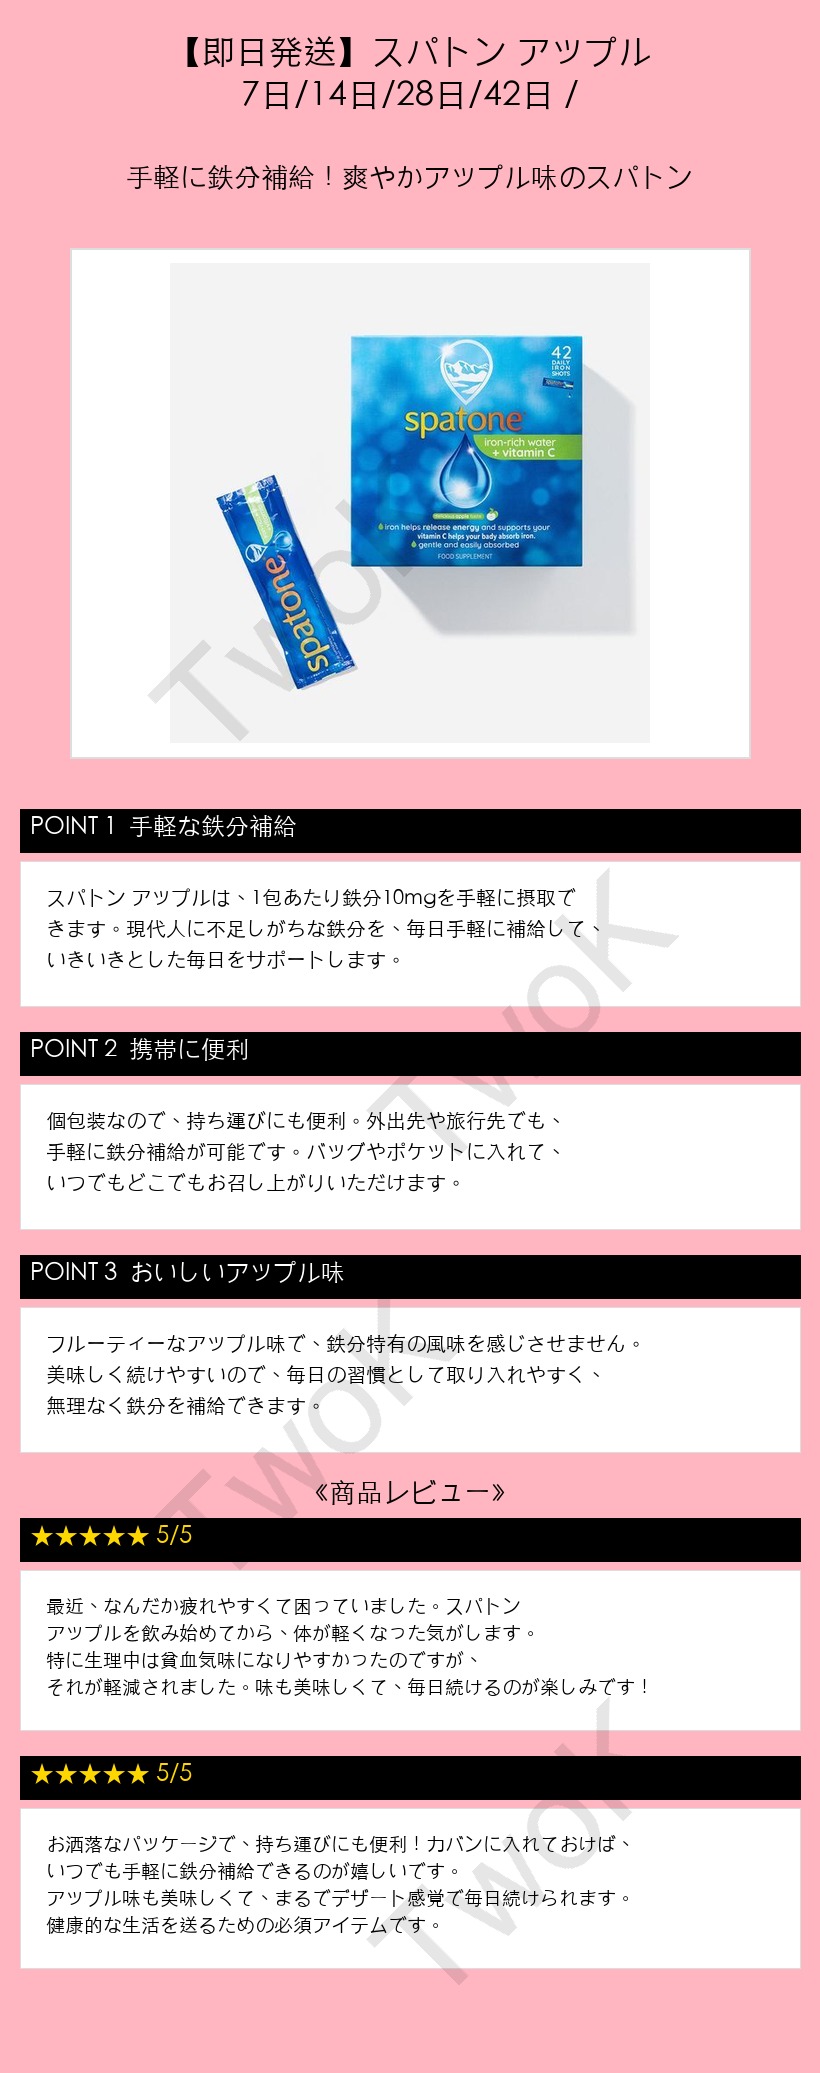 【即日発送】スパトン アップル
7日/14日/28日/42日 /
手軽に鉄分補給！爽やかアップル味のスパトン
42
DAILY
IRON
SHOTS
spatone
iron-rich water
+ vitamin C
delicious apple taste
iron helps release energy and supports your
vitamin C helps your body absorb iron.
gentle and easily absorbed
FOOD SUPPLEMENT
spatone
TwoK
POINT 1 手軽な鉄分補給
スパトン アップルは、1包あたり鉄分10mgを手軽に摂取で
きます。現代人に不足しがちな鉄分を、毎日手軽に補給して、
いきいきとした毎日をサポートします。
TwoK
POINT 2 携帯に便利
個包装なので、持ち運びにも便利。外出先や旅行先でも、
手軽に鉄分補給が可能です。バッグやポケットに入れて、
いつでもどこでもお召し上がりいただけます。
POINT 3 おいしいアップル味
フルーティーなアップル味で、鉄分特有の風味を感じさせません。
美味しく続けやすいので、毎日の習慣として取り入れやすく、
無理なく鉄分を補給できます。
TwoK
《商品レビュー》
★★★★★ 5/5
最近、なんだか疲れやすくて困っていました。スパトン
アップルを飲み始めてから、体が軽くなった気がします。
特に生理中は貧血気味になりやすかったのですが、
それが軽減されました。味も美味しくて、毎日続けるのが楽しみです！
★★★★★ 5/5
お洒落なパッケージで、持ち運びにも便利！カバンに入れておけば、
いつでも手軽に鉄分補給できるのが嬉しいです。
アップル味も美味しくて、まるでデザート感覚で毎日続けられます。
健康的な生活を送るための必須アイテムです。
TwoK